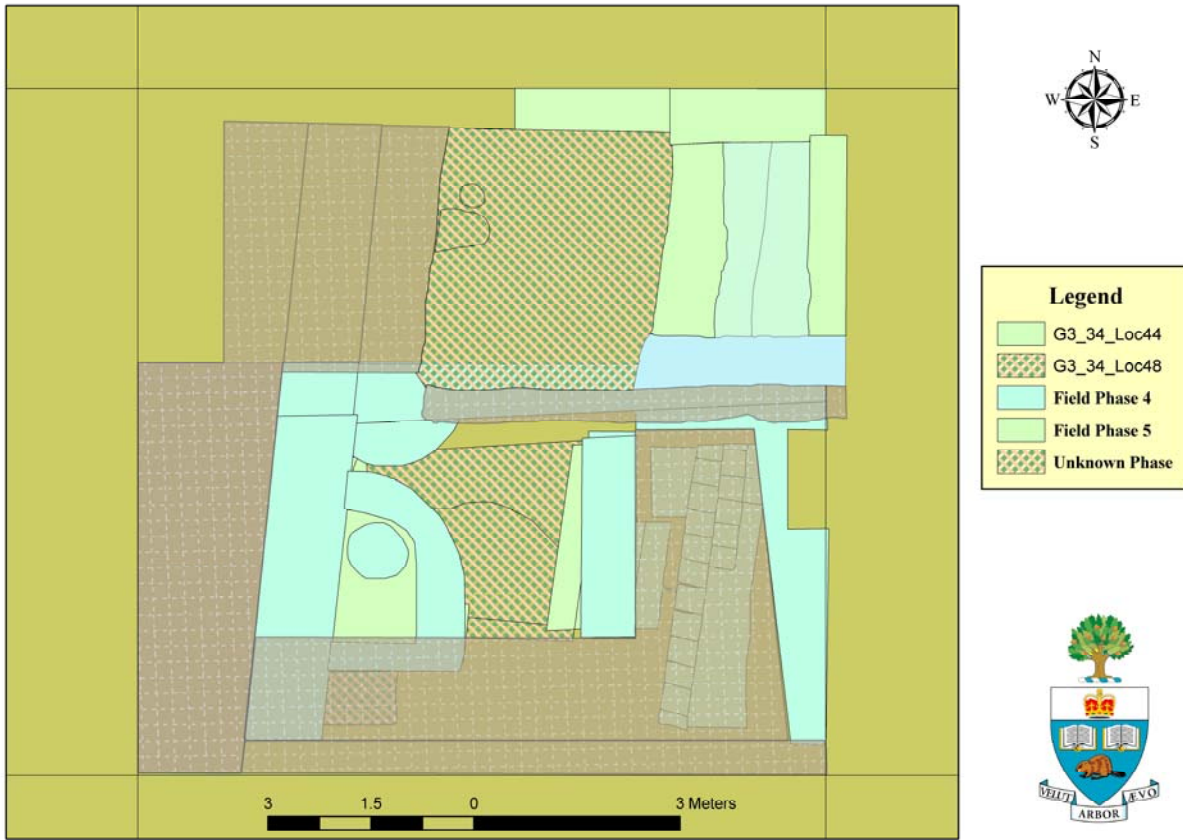 N
W E
S
Legend
G3_34_Loc44
G3_34_Loc48
Field Phase 4
Field Phase 5
Unknown Phase
3 1.5 0 3 Meters
VELUT ÆVO
ARBOR